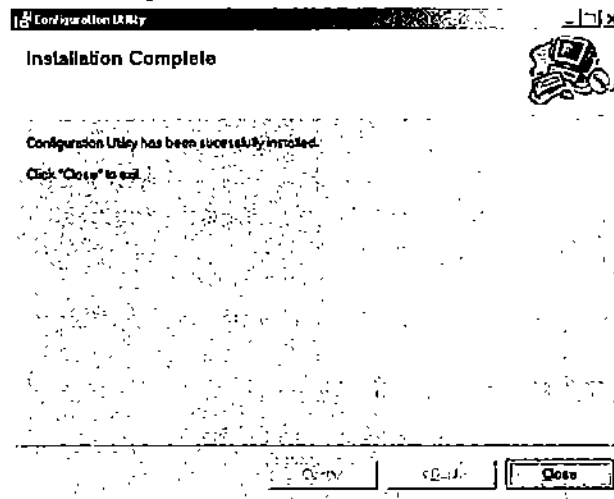 Configuration Utility
Installation Complete
Configuration Utility has been successfully installed.
Click "Close" to exit.
Close